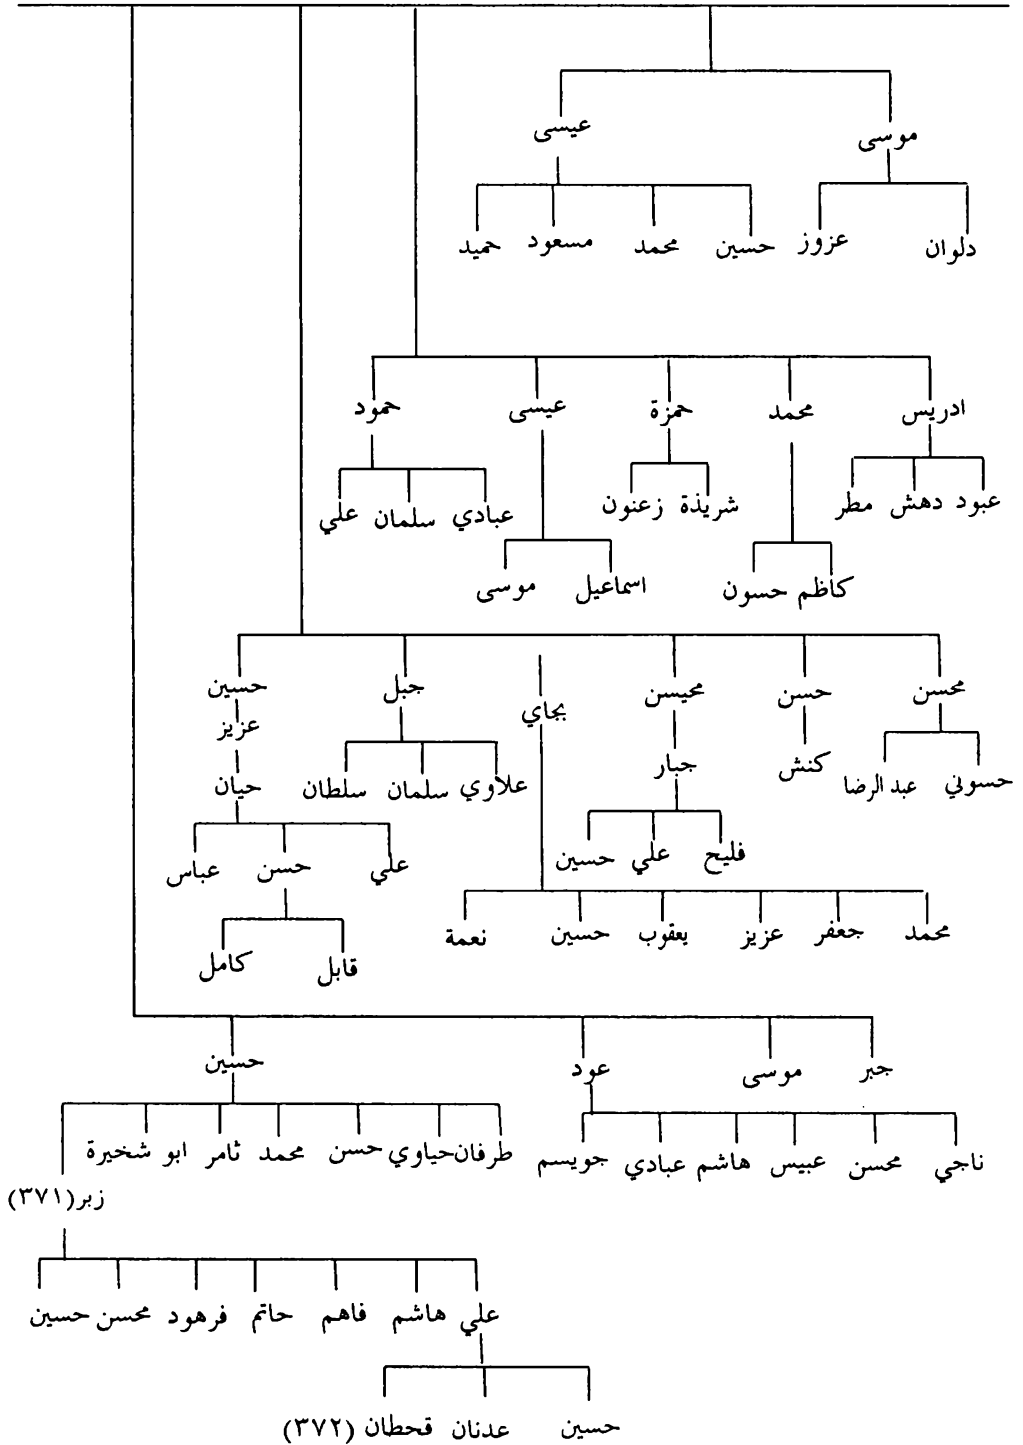 موسى عيسى
دلوان عزوز حسين محمد مسعود حميد
ادريس محمد حمزة عيسى حمود
عبود دهش مطر شريذة زعنون عبادي سلمان علي
كاظم حسون اسماعيل موسى
محسن حسن محيسن بجاي جبل حسين
عزيز
حسوني عبد الرضا كنش جبار علاوي سلمان سلطان حيان
فليح علي حسين علي حسن عباس
محمد جعفر عزيز يعقوب حسين نعمة
قابل كامل
جبر موسى عود حسين
ناجي محسن عبيس هاشم عبادي جويسم طرفان حياوي حسن محمد ثامر ابو شخيرة
زبر (٣٧١)
علي هاشم فاهم حاتم فرهود محسن حسين
حسين عدنان قحطان (٣٧٢)